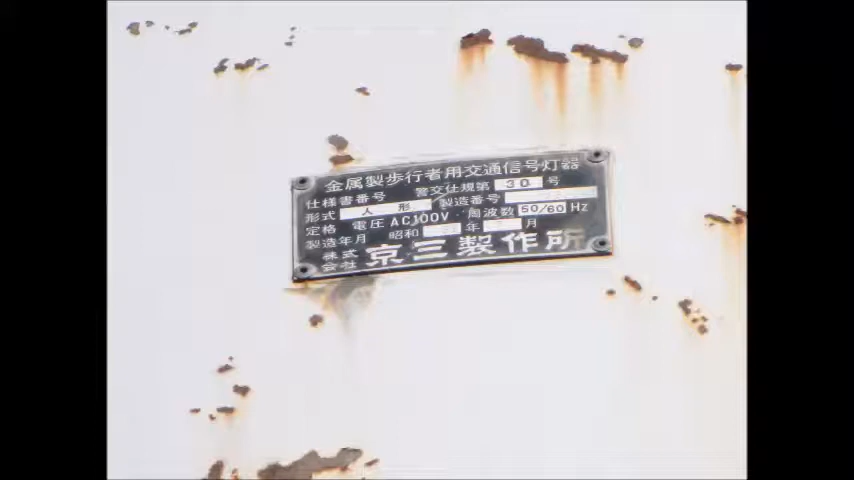 金属製歩行者用交通信号灯器
仕様書番号 警交仕規第 30 号
形式 人形 製造番号
定格 電圧 AC100V 周波数 50/60 Hz
製造年月 昭和 年 月
株式会社 京三製作所